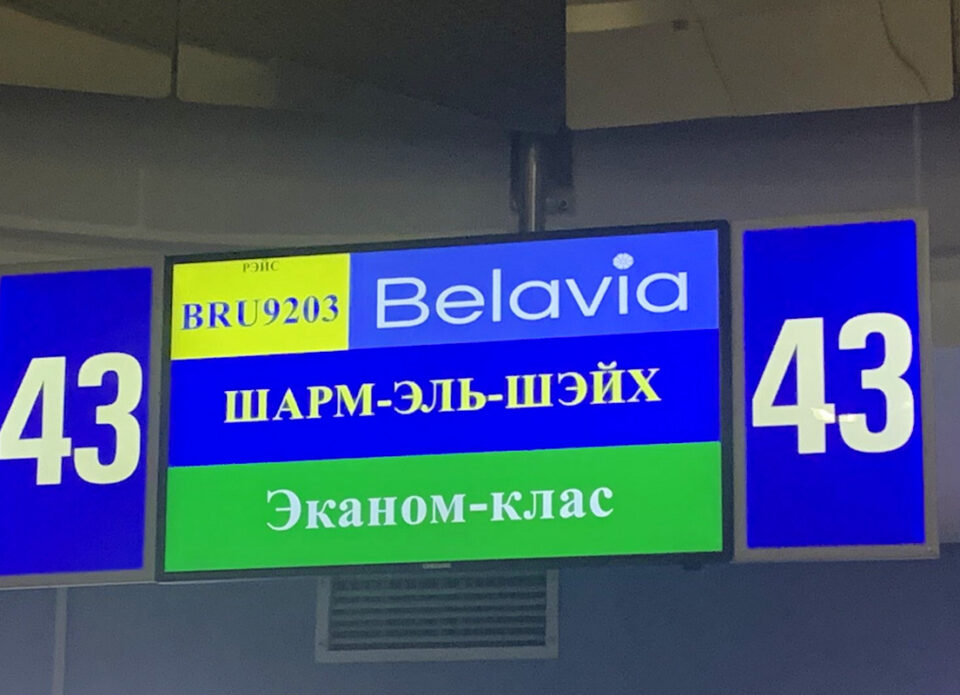 43
РЭЙС
BRU9203
Belavia
ШАРМ-ЭЛЬ-ШЭЙХ
Эканом-клас
43